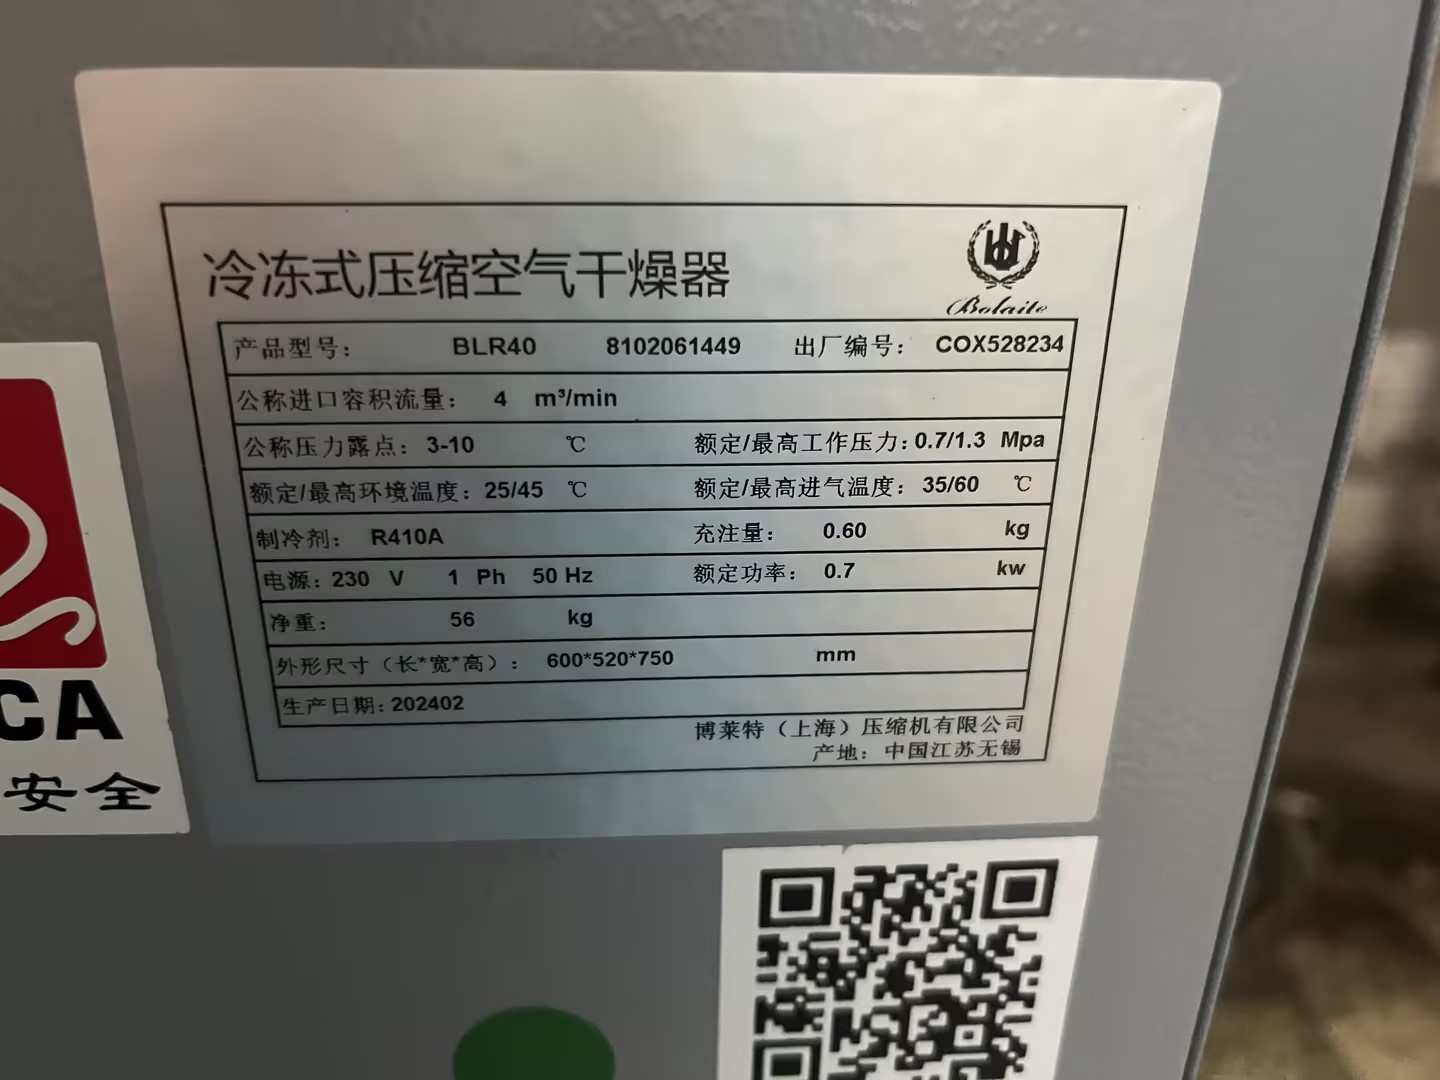 冷冻式压缩空气干燥器
Bolaite
产品型号： BLR40 8102061449 出厂编号： COX528234
公称进口容积流量： 4 m³/min
公称压力露点： 3-10 ℃ 额定/最高工作压力：0.7/1.3 Mpa
额定/最高环境温度：25/45 ℃ 额定/最高进气温度：35/60 ℃
制冷剂： R410A 充注量： 0.60 kg
电源：230 V 1 Ph 50 Hz 额定功率： 0.7 kw
净重： 56 kg
外形尺寸（长*宽*高）： 600*520*750 mm
生产日期：202402
博莱特（上海）压缩机有限公司
产地： 中国江苏无锡
CA
安全